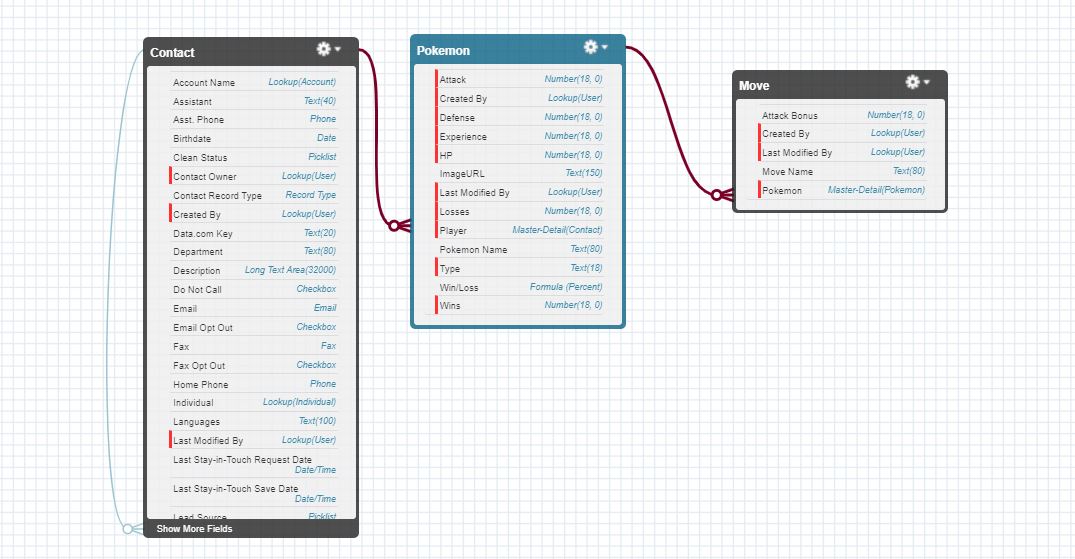 Contact
Account Name Lookup(Account)
Assistant Text(40)
Asst. Phone Phone
Birthdate Date
Clean Status Picklist
Contact Owner Lookup(User)
Contact Record Type Record Type
Created By Lookup(User)
Data.com Key Text(20)
Department Text(80)
Description Long Text Area(32000)
Do Not Call Checkbox
Email Email
Email Opt Out Checkbox
Fax Fax
Fax Opt Out Checkbox
Home Phone Phone
Individual Lookup(Individual)
Languages Text(100)
Last Modified By Lookup(User)
Last Stay-in-Touch Request Date
Date/Time
Last Stay-in-Touch Save Date
Date/Time
Lead Source Picklist
Show More Fields
Pokemon
Attack Number(18, 0)
Created By Lookup(User)
Defense Number(18, 0)
Experience Number(18, 0)
HP Number(18, 0)
ImageURL Text(150)
Last Modified By Lookup(User)
Losses Number(18, 0)
Player Master-Detail(Contact)
Pokemon Name Text(80)
Type Text(18)
Win/Loss Formula (Percent)
Wins Number(18, 0)
Move
Attack Bonus Number(18, 0)
Created By Lookup(User)
Last Modified By Lookup(User)
Move Name Text(80)
Pokemon Master-Detail(Pokemon)